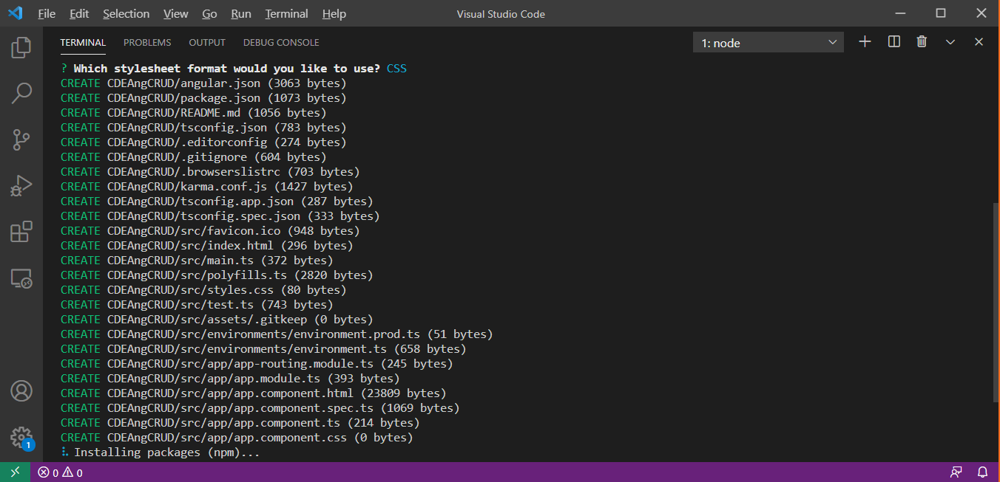 File Edit Selection View Go Run Terminal Help Visual Studio Code
TERMINAL PROBLEMS OUTPUT DEBUG CONSOLE 1: node
? Which stylesheet format would you like to use? CSS
CREATE CDEAngCRUD/angular.json (3063 bytes)
CREATE CDEAngCRUD/package.json (1073 bytes)
CREATE CDEAngCRUD/README.md (1056 bytes)
CREATE CDEAngCRUD/tsconfig.json (783 bytes)
CREATE CDEAngCRUD/.editorconfig (274 bytes)
CREATE CDEAngCRUD/.gitignore (604 bytes)
CREATE CDEAngCRUD/.browserslistrc (703 bytes)
CREATE CDEAngCRUD/karma.conf.js (1427 bytes)
CREATE CDEAngCRUD/tsconfig.app.json (287 bytes)
CREATE CDEAngCRUD/tsconfig.spec.json (333 bytes)
CREATE CDEAngCRUD/src/favicon.ico (948 bytes)
CREATE CDEAngCRUD/src/index.html (296 bytes)
CREATE CDEAngCRUD/src/main.ts (372 bytes)
CREATE CDEAngCRUD/src/polyfills.ts (2820 bytes)
CREATE CDEAngCRUD/src/styles.css (80 bytes)
CREATE CDEAngCRUD/src/test.ts (743 bytes)
CREATE CDEAngCRUD/src/assets/.gitkeep (0 bytes)
CREATE CDEAngCRUD/src/environments/environment.prod.ts (51 bytes)
CREATE CDEAngCRUD/src/environments/environment.ts (658 bytes)
CREATE CDEAngCRUD/src/app/app-routing.module.ts (245 bytes)
CREATE CDEAngCRUD/src/app/app.module.ts (393 bytes)
CREATE CDEAngCRUD/src/app/app.component.html (23809 bytes)
CREATE CDEAngCRUD/src/app/app.component.spec.ts (1069 bytes)
CREATE CDEAngCRUD/src/app/app.component.ts (214 bytes)
CREATE CDEAngCRUD/src/app/app.component.css (0 bytes)
Installing packages (npm)...
1
0 0